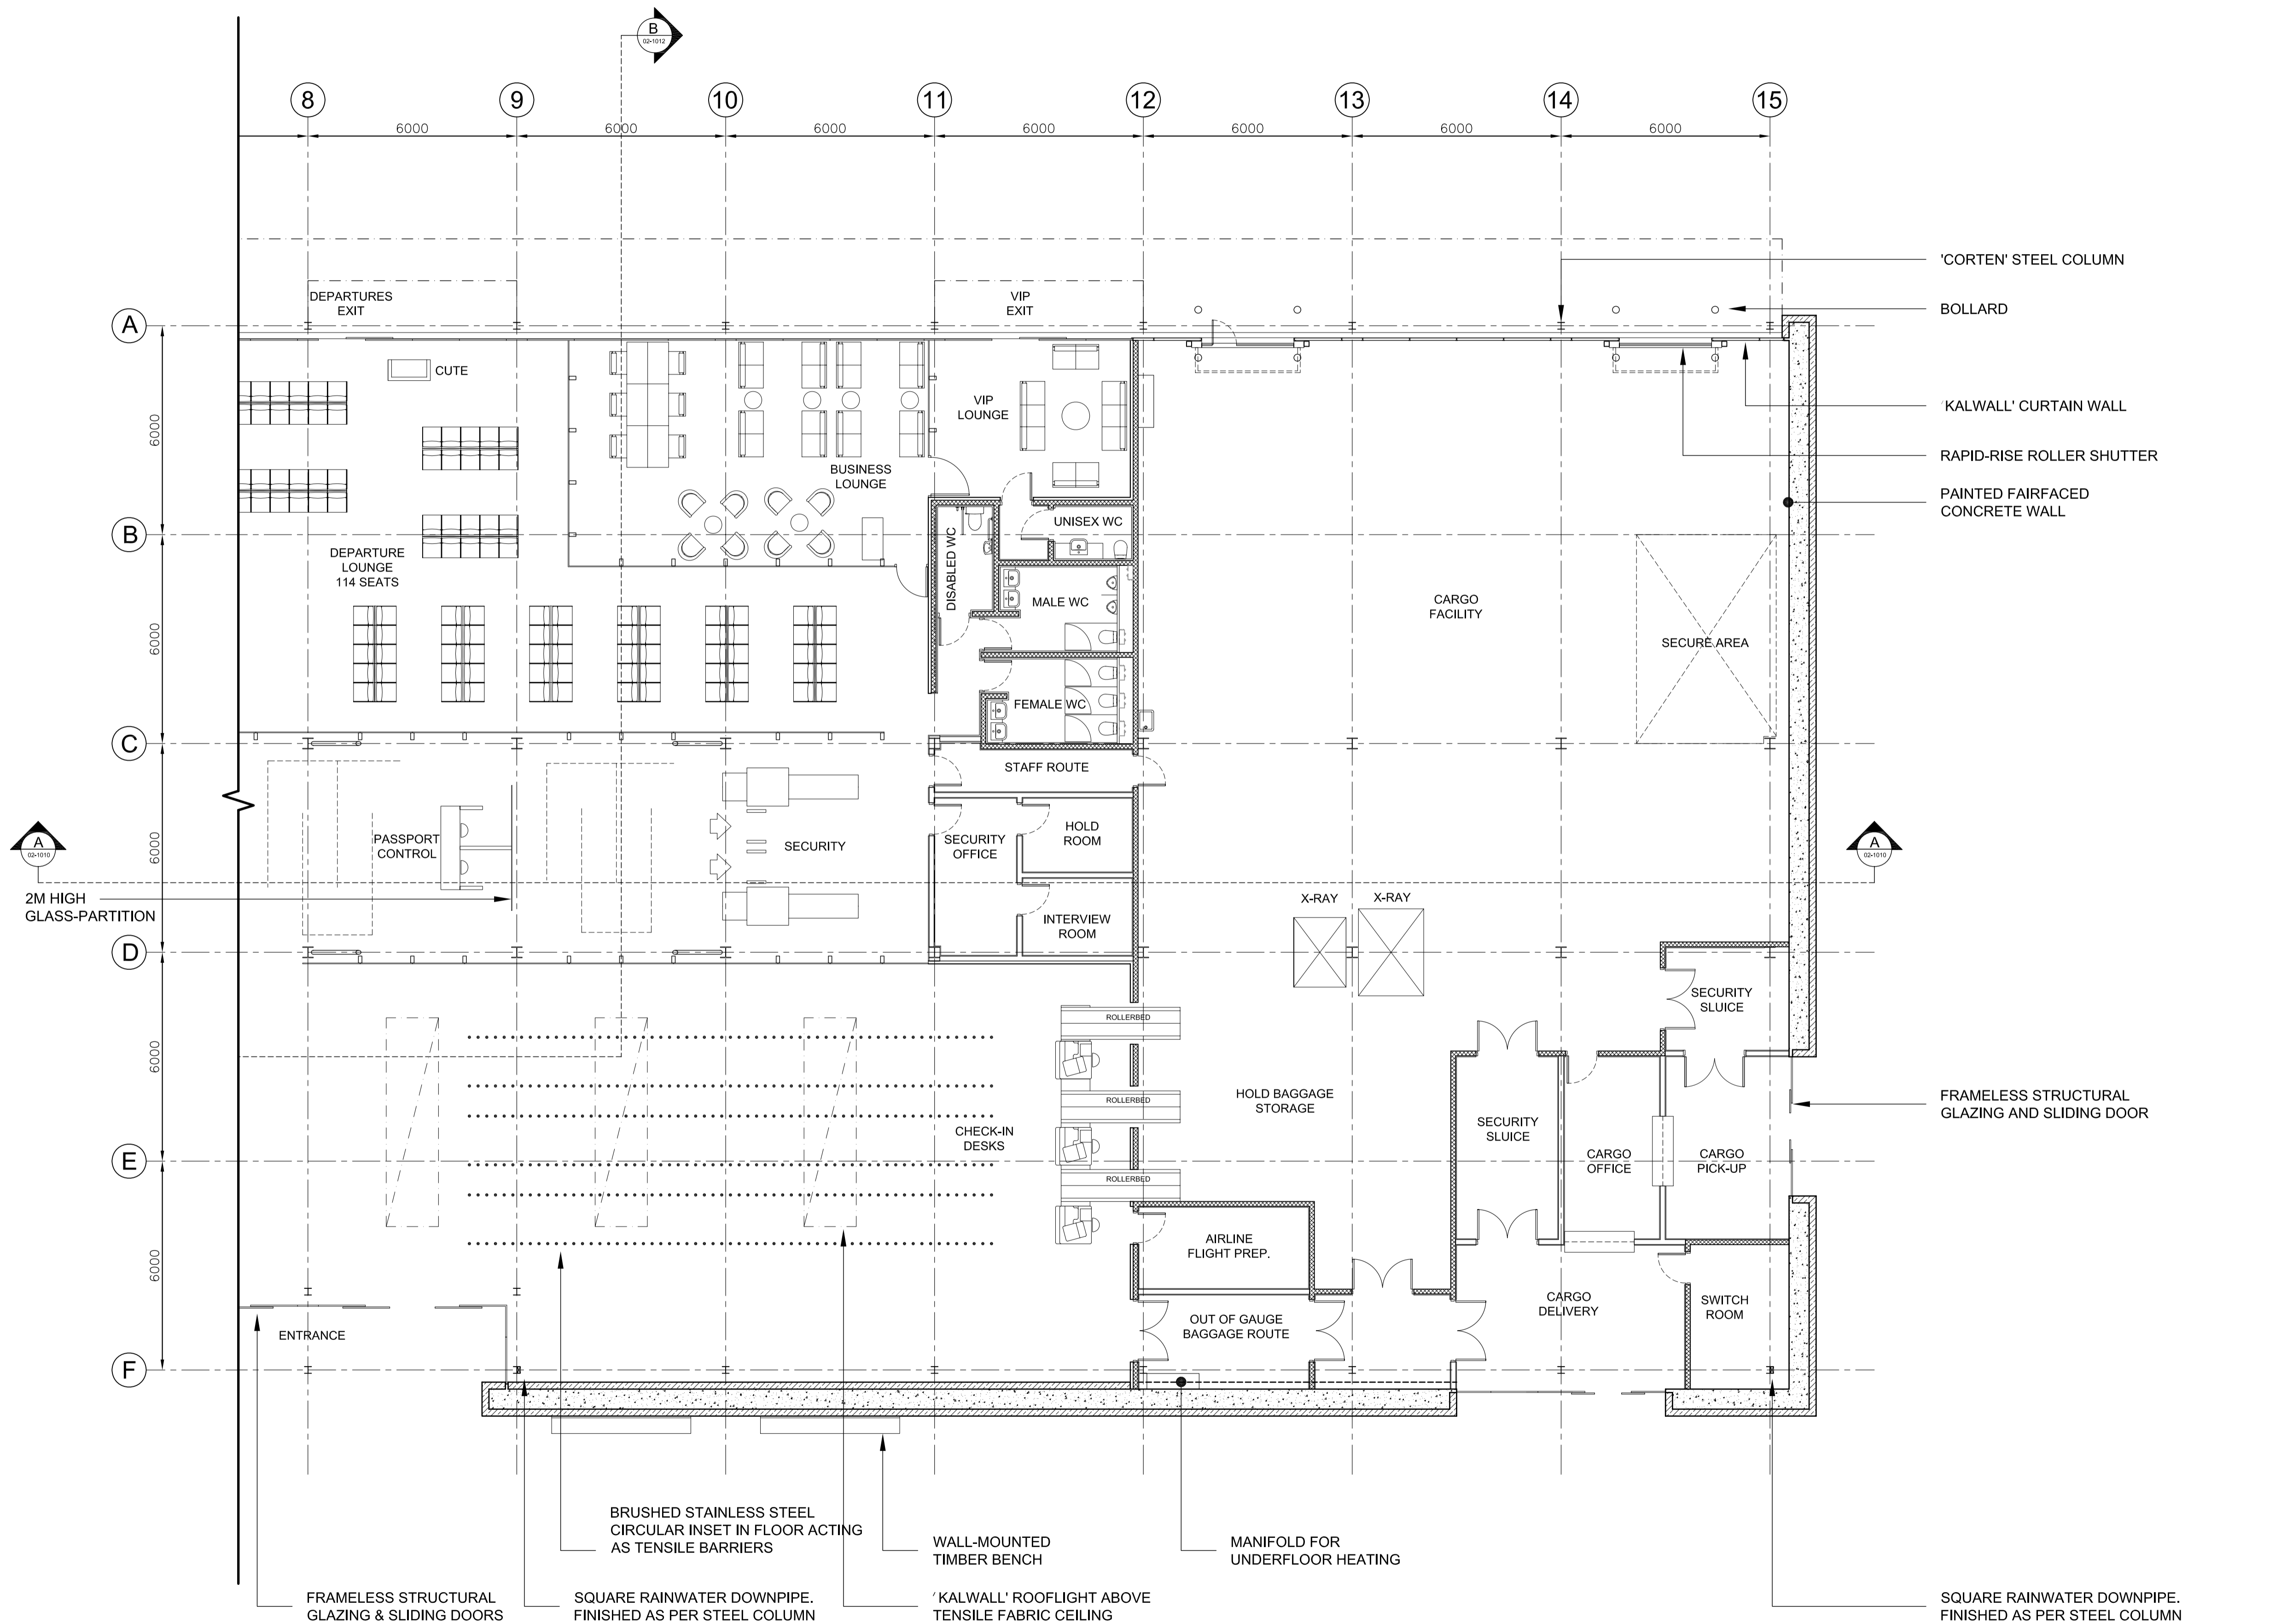 B
02-1012
8
9
10
11
12
13
14
15
6000
6000
6000
6000
6000
6000
6000
'CORTEN' STEEL COLUMN
DEPARTURES
EXIT
VIP
EXIT
BOLLARD
A
CUTE
VIP
LOUNGE
'KALWALL' CURTAIN WALL
6000
RAPID-RISE ROLLER SHUTTER
BUSINESS
LOUNGE
PAINTED FAIRFACED
CONCRETE WALL
UNISEX WC
B
DEPARTURE
LOUNGE
114 SEATS
DISABLED WC
MALE WC
CARGO
FACILITY
6000
SECURE AREA
FEMALE WC
C
STAFF ROUTE
A
02-1010
6000
PASSPORT
CONTROL
SECURITY
SECURITY
OFFICE
HOLD
ROOM
A
02-1010
2M HIGH
GLASS-PARTITION
X-RAY
X-RAY
INTERVIEW
ROOM
D
SECURITY
SLUICE
ROLLERBED
6000
ROLLERBED
HOLD BAGGAGE
STORAGE
FRAMELESS STRUCTURAL
GLAZING AND SLIDING DOOR
CHECK-IN
DESKS
SECURITY
SLUICE
E
CARGO
OFFICE
CARGO
PICK-UP
ROLLERBED
AIRLINE
FLIGHT PREP.
6000
CARGO
DELIVERY
SWITCH
ROOM
ENTRANCE
OUT OF GAUGE
BAGGAGE ROUTE
F
BRUSHED STAINLESS STEEL
CIRCULAR INSET IN FLOOR ACTING
AS TENSILE BARRIERS
WALL-MOUNTED
TIMBER BENCH
MANIFOLD FOR
UNDERFLOOR HEATING
FRAMELESS STRUCTURAL
GLAZING & SLIDING DOORS
SQUARE RAINWATER DOWNPIPE.
FINISHED AS PER STEEL COLUMN
'KALWALL' ROOFLIGHT ABOVE
TENSILE FABRIC CEILING
SQUARE RAINWATER DOWNPIPE.
FINISHED AS PER STEEL COLUMN